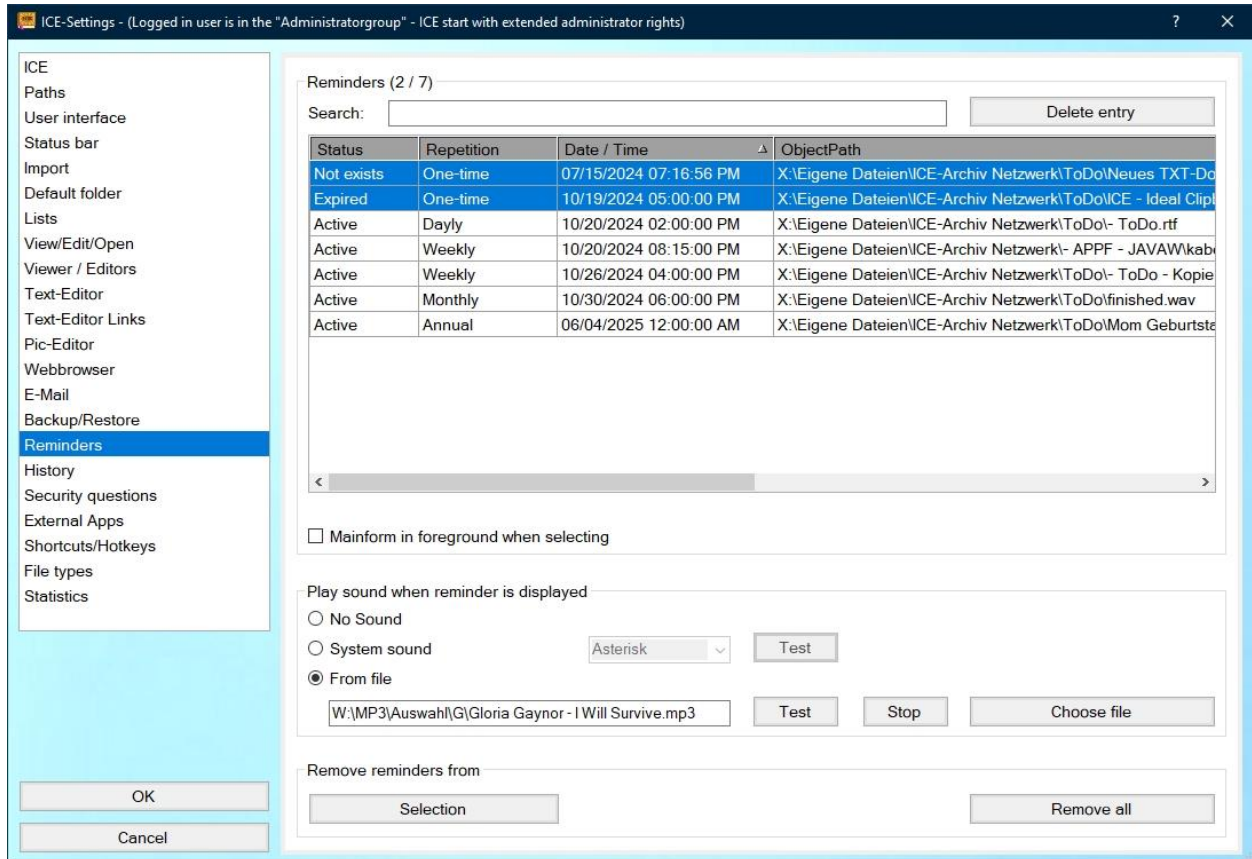 ICE-Settings - (Logged in user is in the "Administratorgroup" - ICE start with extended administrator rights) ? ×
ICE
Paths
User interface
Status bar
Import
Default folder
Lists
View/Edit/Open
Viewer / Editors
Text-Editor
Text-Editor Links
Pic-Editor
Webbrowser
E-Mail
Backup/Restore
Reminders
History
Security questions
External Apps
Shortcuts/Hotkeys
File types
Statistics
OK
Cancel
Reminders (2 / 7)
Search: Delete entry
Status Repetition Date / Time ObjectPath
Not exists One-time 07/15/2024 07:16:56 PM X:\Eigene Dateien\ICE-Archiv Netzwerk\ToDo\Neues TXT-Do
Expired One-time 10/19/2024 05:00:00 PM X:\Eigene Dateien\ICE-Archiv Netzwerk\ToDo\ICE - Ideal Clipb
Active Dayly 10/20/2024 02:00:00 PM X:\Eigene Dateien\ICE-Archiv Netzwerk\ToDo\- ToDo.rtf
Active Weekly 10/20/2024 08:15:00 PM X:\Eigene Dateien\ICE-Archiv Netzwerk\- APPF - JAVAW\kabe
Active Weekly 10/26/2024 04:00:00 PM X:\Eigene Dateien\ICE-Archiv Netzwerk\ToDo\- ToDo - Kopie
Active Monthly 10/30/2024 06:00:00 PM X:\Eigene Dateien\ICE-Archiv Netzwerk\ToDo\finished.wav
Active Annual 06/04/2025 12:00:00 AM X:\Eigene Dateien\ICE-Archiv Netzwerk\ToDo\Mom Geburtsta
Mainform in foreground when selecting
Play sound when reminder is displayed
No Sound
System sound Asterisk Test
From file
W:\MP3\Auswahl\G\Gloria Gaynor - I Will Survive.mp3 Test Stop Choose file
Remove reminders from
Selection Remove all